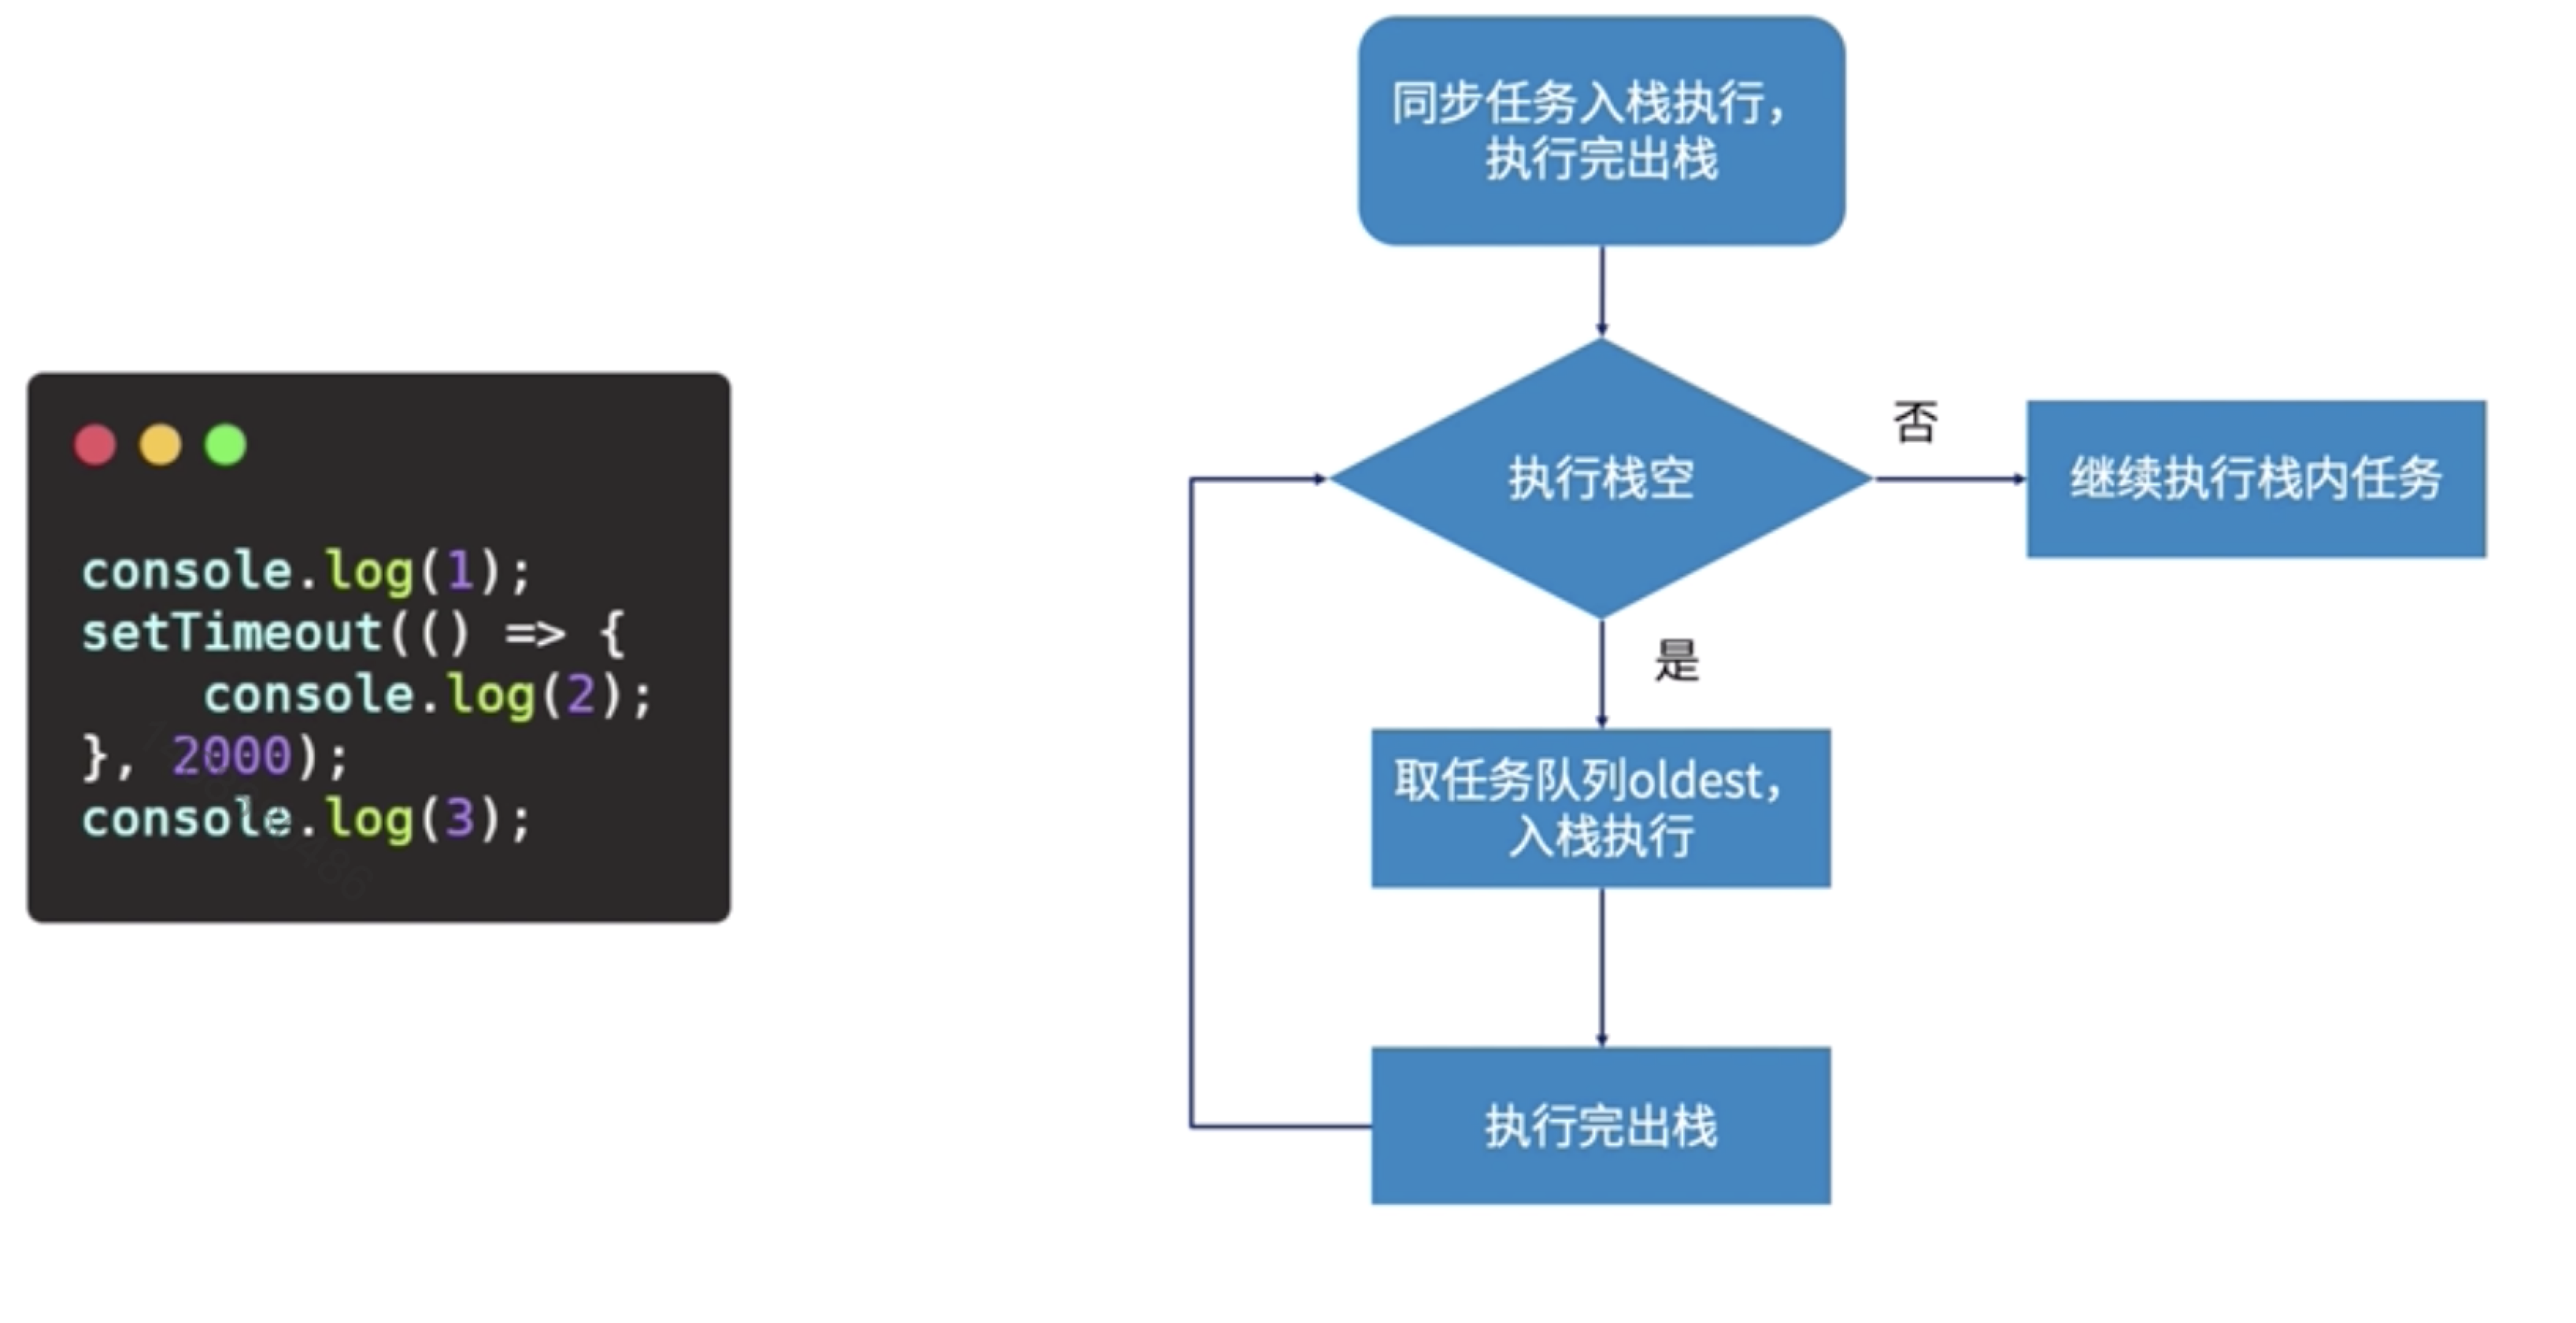 console.log(1);
setTimeout(() => {
    console.log(2);
}, 2000);
console.log(3);
同步任务入栈执行，
执行完出栈
执行栈空
否
继续执行栈内任务
是
取任务队列oldest，
入栈执行
执行完出栈